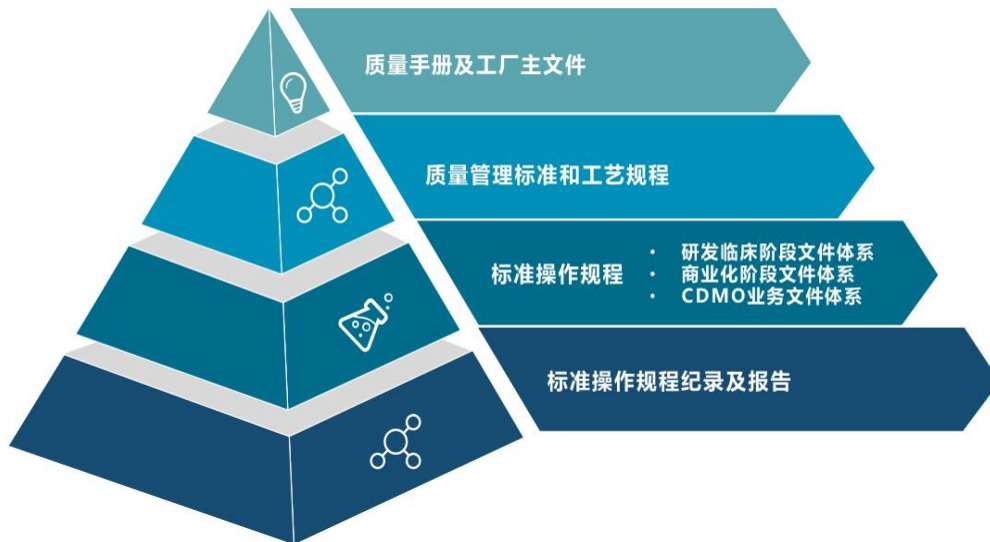 质量手册及工厂主文件
质量管理标准和工艺规程
标准操作规程
· 研发临床阶段文件体系
· 商业化阶段文件体系
· CDMO业务文件体系
标准操作规程纪录及报告